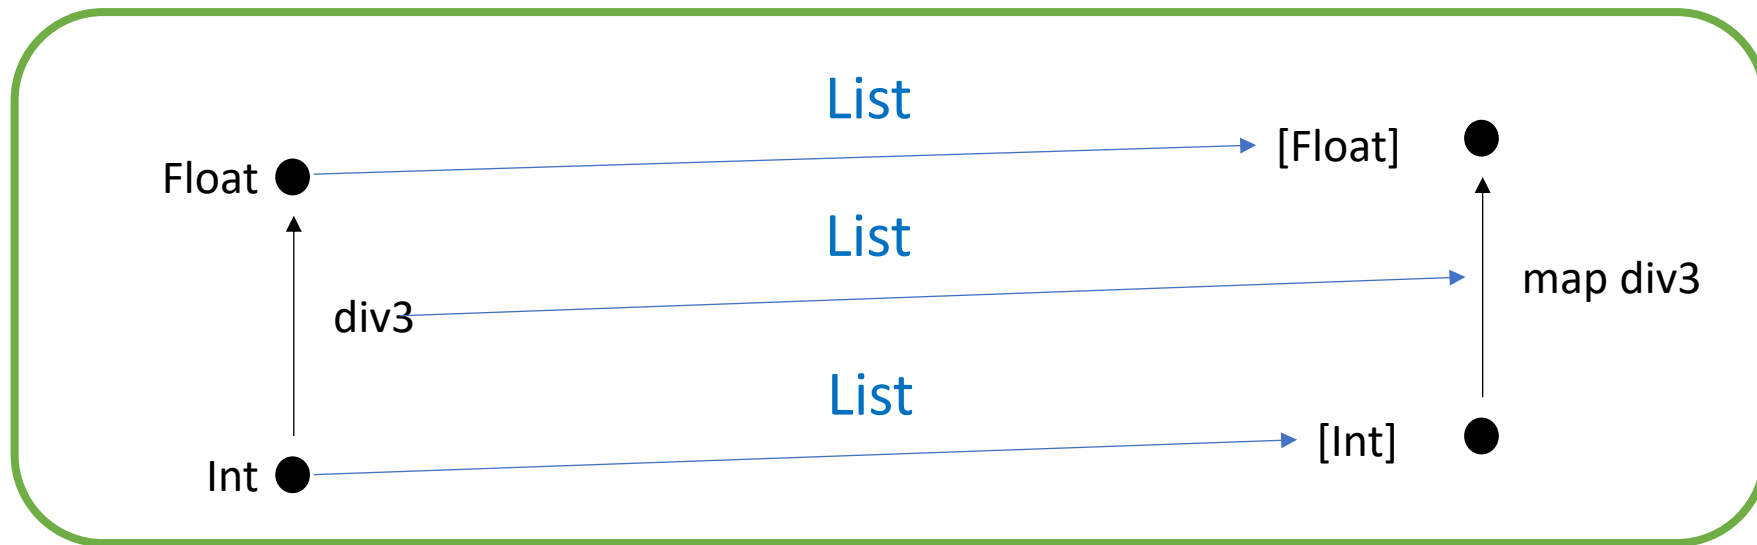 List
[Float]
Float
List
map div3
div3
List
[Int]
Int